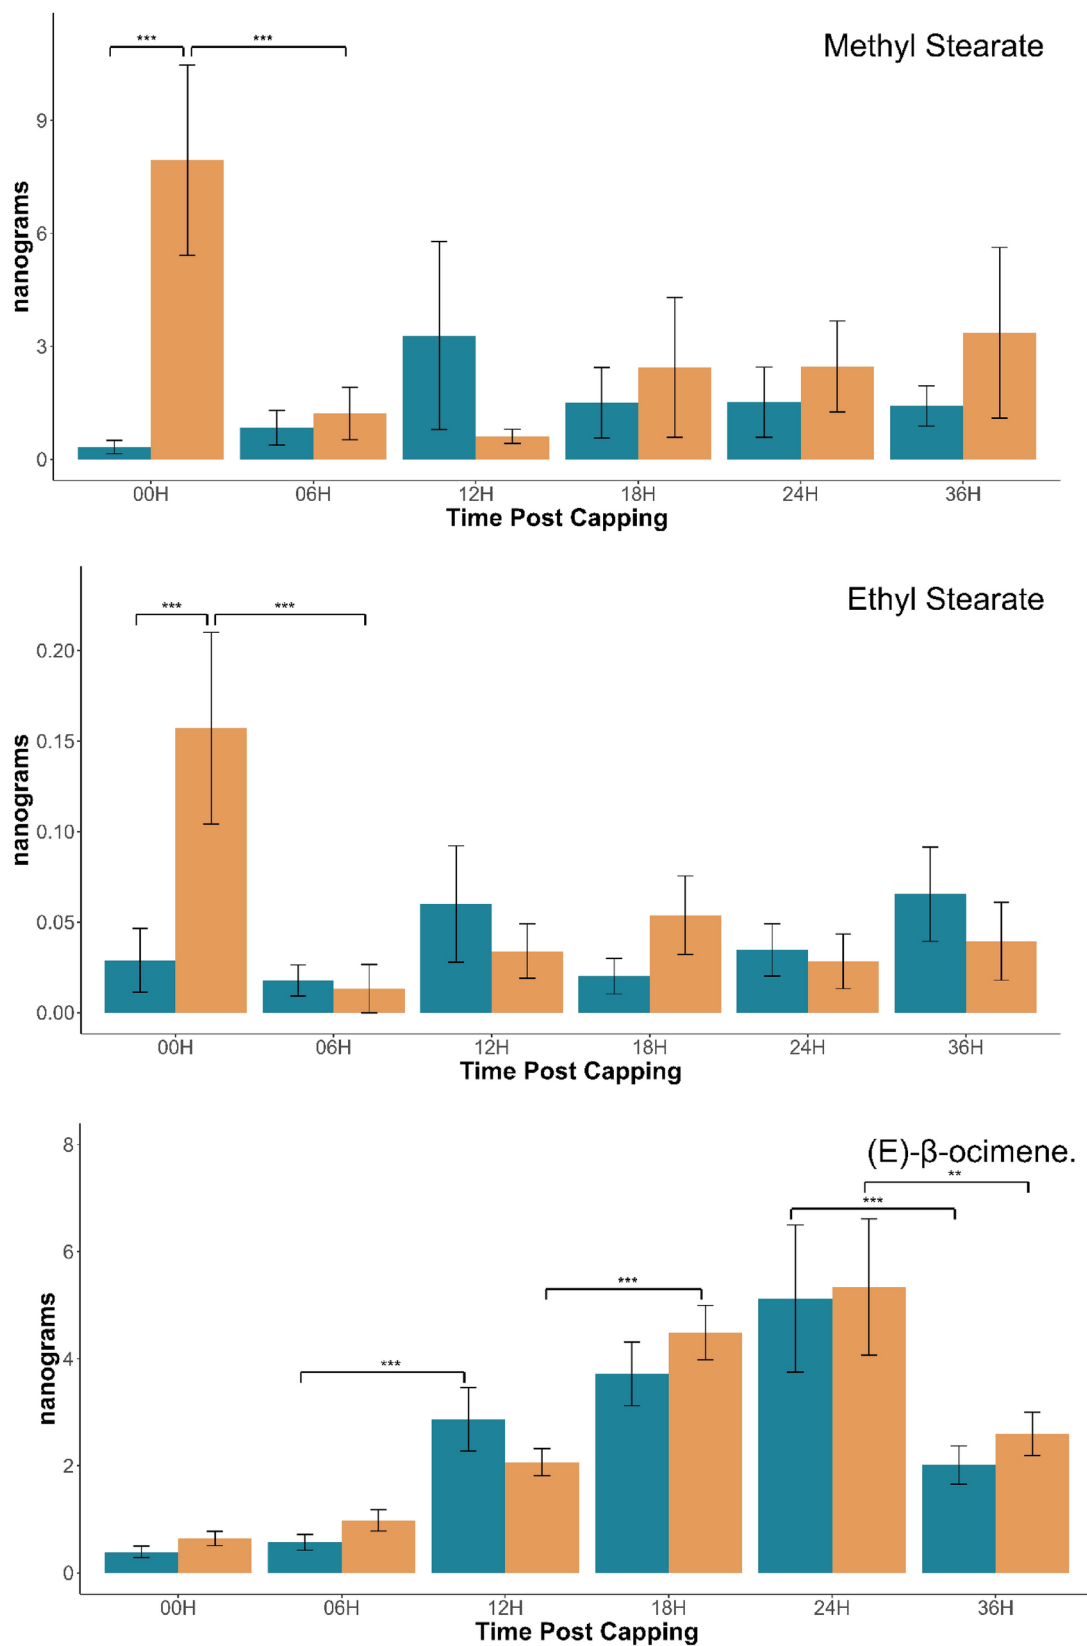 Methyl Stearate
*** ***
nanograms
9
6
3
0
00H 06H 12H 18H 24H 36H
Time Post Capping
Ethyl Stearate
*** ***
nanograms
0.20
0.15
0.10
0.05
0.00
00H 06H 12H 18H 24H 36H
Time Post Capping
(E)-β-ocimene.
**
***
***
***
nanograms
8
6
4
2
0
00H 06H 12H 18H 24H 36H
Time Post Capping